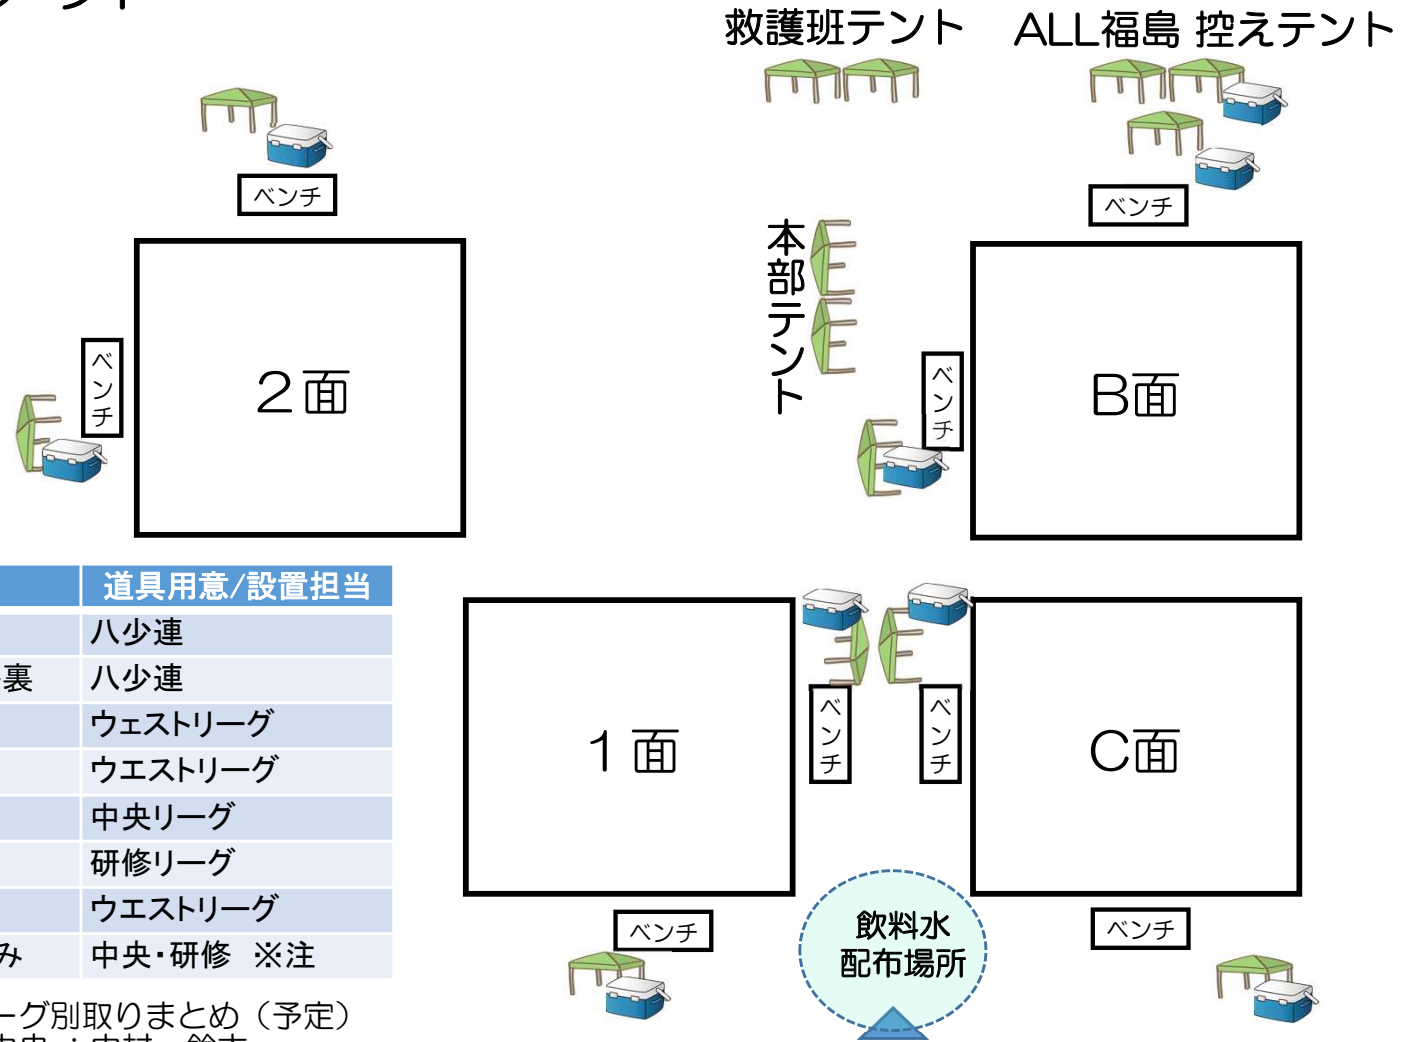 救護班テント
ALL福島 控えテント
ベンチ
ベンチ
本部テント
ベンチ
2面
ベンチ
B面
道具用意/設置担当
八少連
裏 八少連
ウェストリーグ
ウエストリーグ
中央リーグ
研修リーグ
ウエストリーグ
み 中央・研修 ※注
1面
ベンチ
ベンチ
C面
ベンチ
飲料水
配布場所
ベンチ
ーグ別取りまとめ（予定）